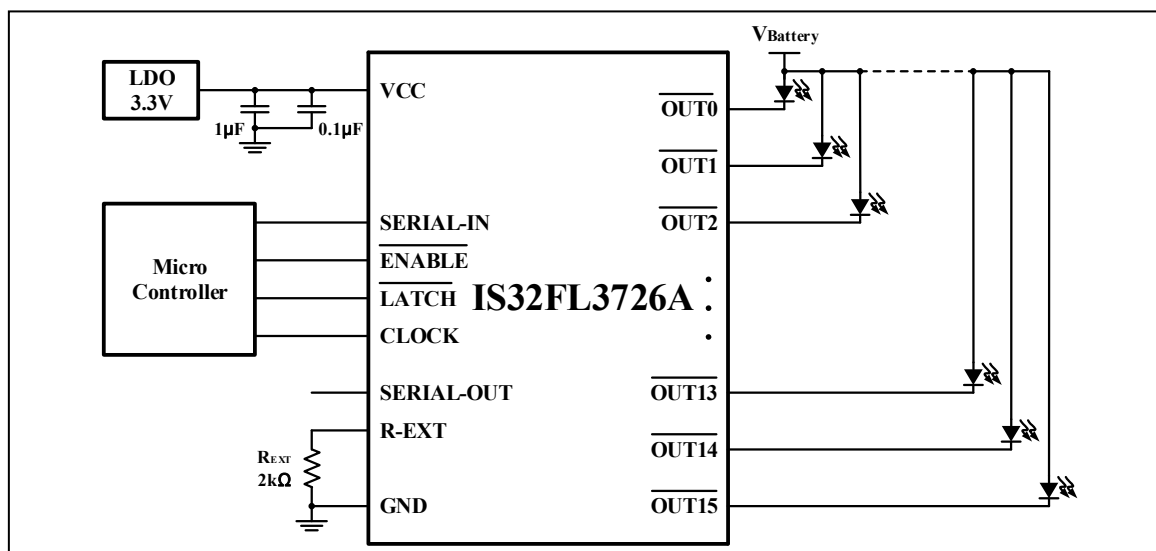 LDO
3.3V
1μF
0.1μF
VCC
SERIAL-IN
ENABLE
LATCH
CLOCK
SERIAL-OUT
R-EXT
GND
Micro
Controller
REXT
2kΩ
IS32FL3726A
VBattery
OUT0
OUT1
OUT2
OUT13
OUT14
OUT15